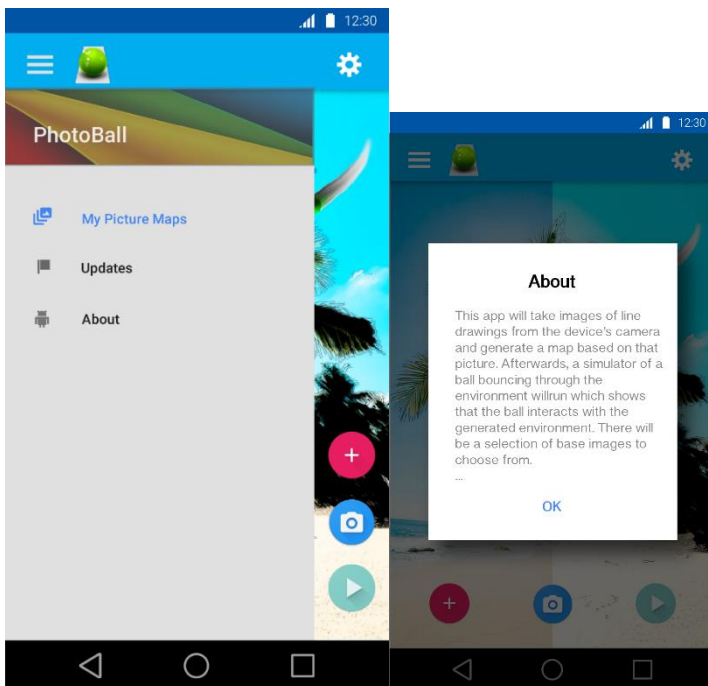 12:30
PhotoBall
My Picture Maps
Updates
About
12:30
About
This app will take images of line
drawings from the device's camera
and generate a map based on that
picture. Afterwards, a simulator of a
ball bouncing through the
environment willrun which shows
that the ball interacts with the
generated environment. There will
be a selection of base images to
choose from.
...
OK